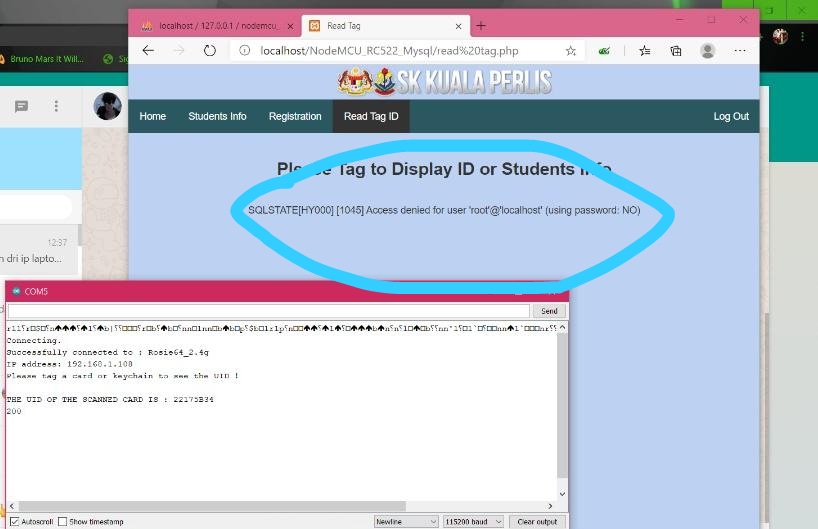 localhost / 127.0.0.1 / nodemcu_
Read Tag
localhost/NodeMCU_RC522_Mysql/read%20tag.php
Bruno Mars It Will...
SK KUALA PERLIS
Home
Students Info
Registration
Read Tag ID
Log Out
Please Tag to Display ID or Students Info
SQLSTATE[HY000] [1045] Access denied for user 'root'@'localhost' (using password: NO)
12:37
n dri ip lapto...
COM5
Send
Connecting.
Successfully connected to : Rosie64_2.4g
IP address: 192.168.1.108
Please tag a card or keychain to see the UID !
THE UID OF THE SCANNED CARD IS : 22175B34
200
Autoscroll
Show timestamp
Newline
115200 baud
Clear output